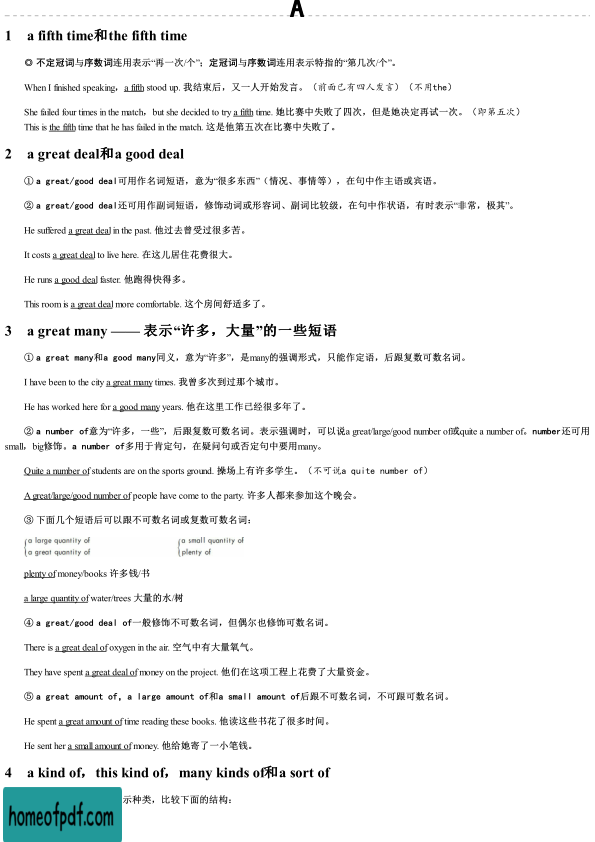 A
1 a fifth time和the fifth time
◎ 不定冠词与序数词连用表示“再一次/个”；定冠词与序数词连用表示特指的“第几次/个”。
When I finished speaking，a fifth stood up. 我结束后，又一人开始发言。（前面已有四人发言）（不用the）
She failed four times in the match，but she decided to try a fifth time. 她比赛中失败了四次，但是她决定再试一次。（即第五次）
This is the fifth time that he has failed in the match. 这是他第五次在比赛中失败了。
2 a great deal和a good deal
① a great/good deal可用作名词短语，意为“很多东西”（情况、事情等），在句中作主语或宾语。
② a great/good deal还可用作副词短语，修饰动词或形容词、副词比较级，在句中作状语，有时表示“非常，极其”。
He suffered a great deal in the past. 他过去曾受过很多苦。
It costs a great deal to live here. 在这儿居住花费很大。
He runs a good deal faster. 他跑得快得多。
This room is a great deal more comfortable. 这个房间舒适多了。
3 a great many —— 表示“许多，大量”的一些短语
① a great many和a good many同义，意为“许多”，是many的强调形式，只能作定语，后跟复数可数名词。
I have been to the city a great many times. 我曾多次到过那个城市。
He has worked here for a good many years. 他在这里工作已经很多年了。
② a number of意为“许多，一些”，后跟复数可数名词。表示强调时，可以说a great/large/good number of或quite a number of。number还可用
small，big修饰。a number of多用于肯定句，在疑问句或否定句中要用many。
Quite a number of students are on the sports ground. 操场上有许多学生。（不可说a quite number of）
A great/large/good number of people have come to the party. 许多人都来参加这个晚会。
③ 下面几个短语后可以跟不可数名词或复数可数名词：
a large quantity of a small quantity of
a great quantity of plenty of
plenty of money/books 许多钱/书
a large quantity of water/trees 大量的水/树
④ a great/good deal of一般修饰不可数名词，但偶尔也修饰可数名词。
There is a great deal of oxygen in the air. 空气中有大量氧气。
They have spent a great deal of money on the project. 他们在这项工程上花费了大量资金。
⑤ a great amount of，a large amount of和a small amount of后跟不可数名词，不可跟可数名词。
He spent a great amount of time reading these books. 他读这些书花了很多时间。
He sent her a small amount of money. 他给她寄了一小笔钱。
4 a kind of，this kind of，many kinds of和a sort of
示种类，比较下面的结构：
homeofpdf.com